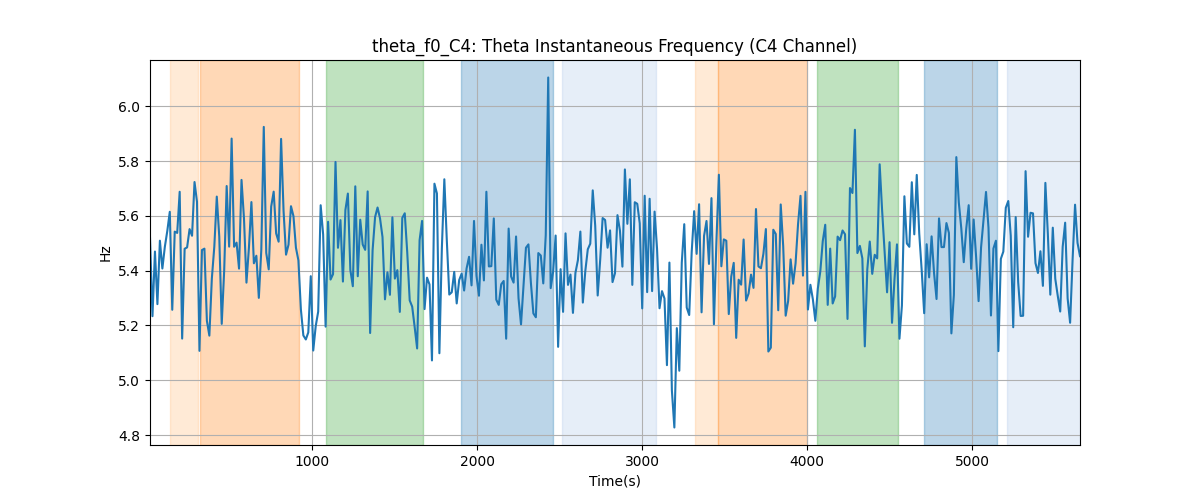 theta_f0_C4: Theta Instantaneous Frequency (C4 Channel)
Hz
6.0
5.8
5.6
5.4
5.2
5.0
4.8
1000 2000 3000 4000 5000
Time(s)